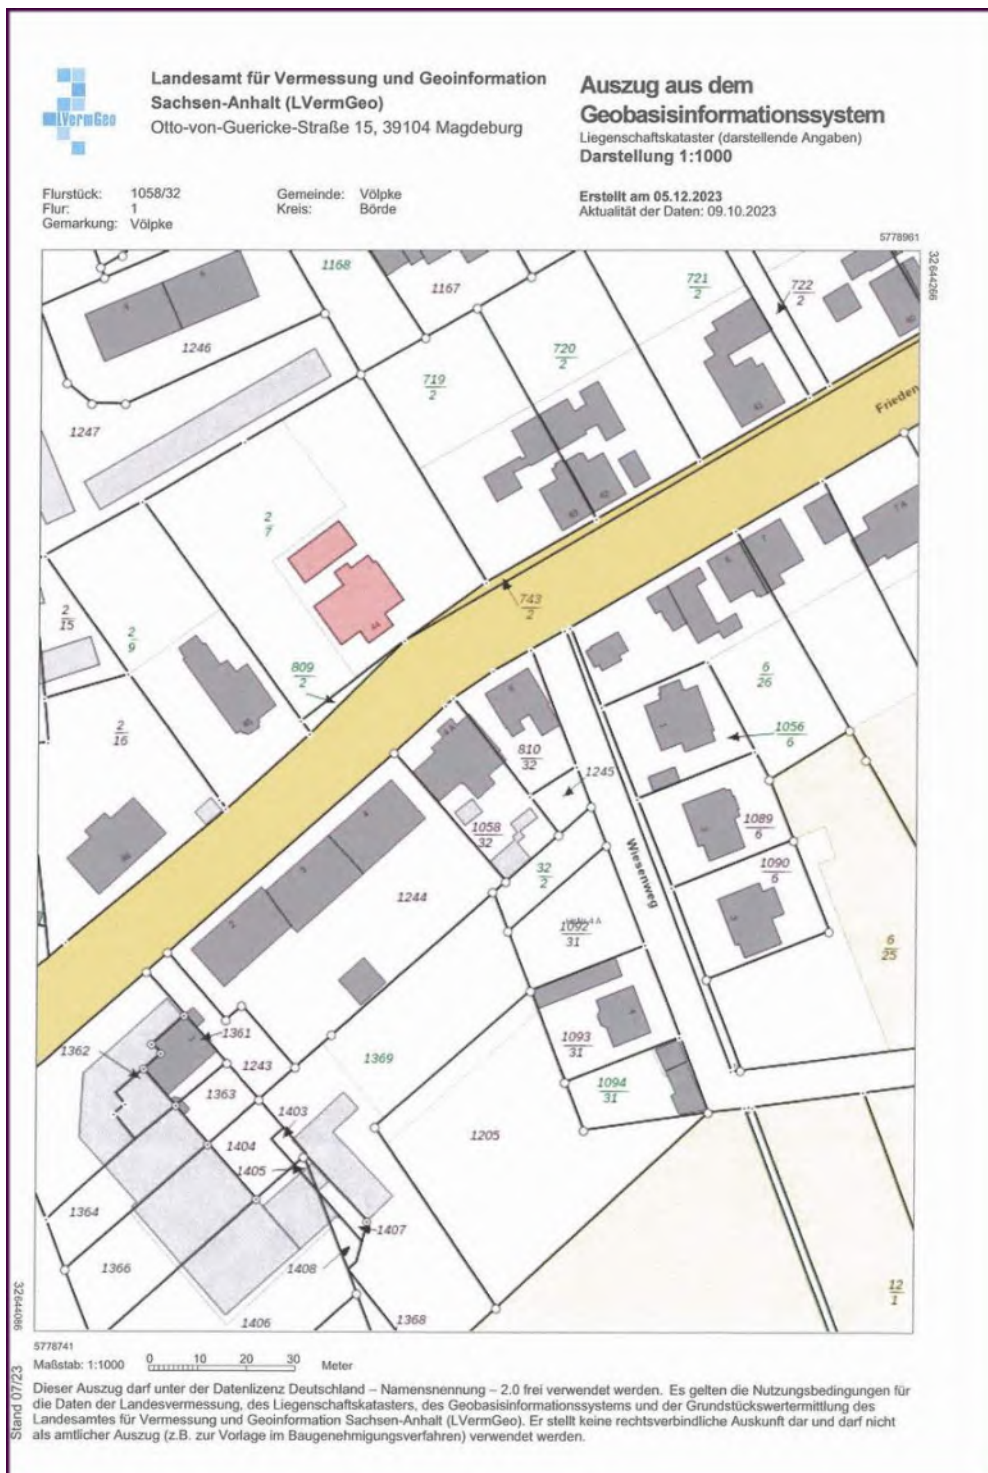 LVermGeo
Landesamt für Vermessung und Geoinformation
Sachsen-Anhalt (LVermGeo)
Otto-von-Guericke-Straße 15, 39104 Magdeburg
Auszug aus dem
Geobasisinformationssystem
Liegenschaftskataster (darstellende Angaben)
Darstellung 1:1000
Flurstück: 1058/32
Flur: 1
Gemarkung: Völpke
Gemeinde: Völpke
Kreis: Börde
Erstellt am 05.12.2023
Aktualität der Daten: 09.10.2023
5778961
32644266
1168
1167
721
2
722
2
1246
720
2
719
2
1247
Frieden
2
7
743
2
44
2
15
2
9
809
2
2
16
6
26
1056
6
810
32
1245
1058
32
1089
6
1090
6
32
2
Wiesenweg
1244
1092
31
6
25
1093
31
1094
31
1361
1362
1243
1363
1369
1403
1404
1405
1205
1364
1407
1366
1408
1406
1368
12
1
32644086
5778741
Maßstab: 1:1000
0 10 20 30 Meter
Stand 07/23
Dieser Auszug darf unter der Datenlizenz Deutschland – Namensnennung – 2.0 frei verwendet werden. Es gelten die Nutzungsbedingungen für
die Daten der Landesvermessung, des Liegenschaftskatasters, des Geobasisinformationssystems und der Grundstückswertermittlung des
Landesamtes für Vermessung und Geoinformation Sachsen-Anhalt (LVermGeo). Er stellt keine rechtsverbindliche Auskunft dar und darf nicht
als amtlicher Auszug (z.B. zur Vorlage im Baugenehmigungsverfahren) verwendet werden.